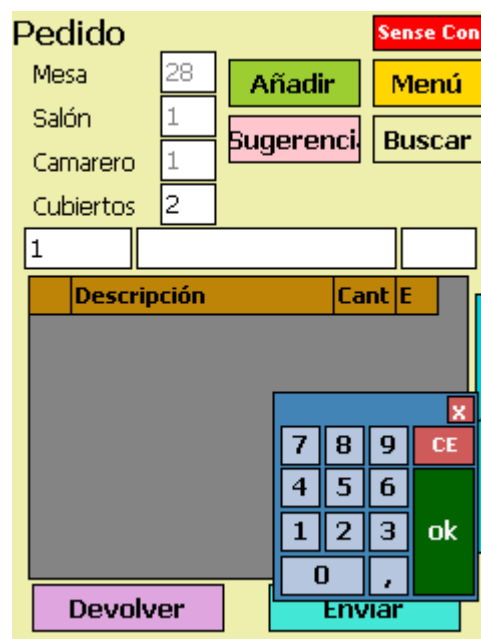 Pedido
Sense Con
Mesa 28 Añadir Menú
Salón 1
Sugerenci Buscar
Camarero 1
Cubiertos 2
1
Descripción Cant E
x
7 8 9 CE
4 5 6
1 2 3 ok
0 ,
Devolver Enviar